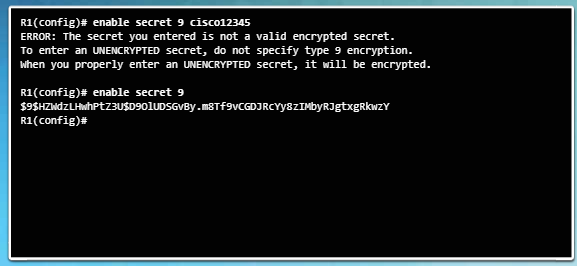 R1(config)# enable secret 9 cisco12345
ERROR: The secret you entered is not a valid encrypted secret.
To enter an UNENCRYPTED secret, do not specify type 9 encryption.
When you properly enter an UNENCRYPTED secret, it will be encrypted.
R1(config)# enable secret 9
$9$HZWdzLHwhPtZ3U$D9OlUDSGvBy.m8Tf9vCGDJRcYy8zIMbyRJgtxgRkwzY
R1(config)#